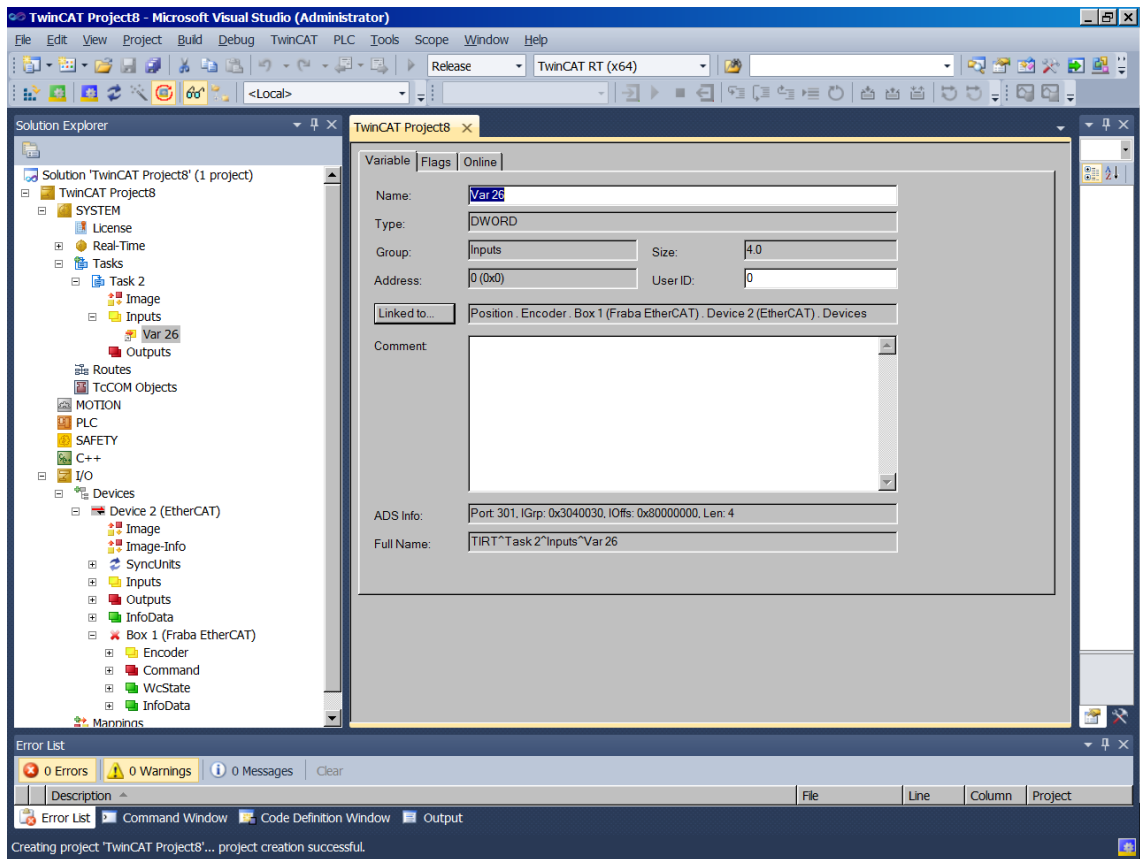 TwinCAT Project8 - Microsoft Visual Studio (Administrator)
File Edit View Project Build Debug TwinCAT PLC Tools Scope Window Help
Release TwinCAT RT (x64)
<Local>
Solution Explorer
TwinCAT Project8
Solution 'TwinCAT Project8' (1 project)
TwinCAT Project8
SYSTEM
License
Real-Time
Tasks
Task 2
Image
Inputs
Var 26
Outputs
Routes
TcCOM Objects
MOTION
PLC
SAFETY
C++
I/O
Devices
Device 2 (EtherCAT)
Image
Image-Info
SyncUnits
Inputs
Outputs
InfoData
Box 1 (Fraba EtherCAT)
Encoder
Command
WcState
InfoData
Mappings
Variable Flags Online
Name: Var 26
Type: DWORD
Group: Inputs Size: 4.0
Address: 0 (0x0) User ID: 0
Linked to... Position . Encoder . Box 1 (Fraba EtherCAT) . Device 2 (EtherCAT) . Devices
Comment
ADS Info: Port: 301, IGrp: 0x3040030, IOffs: 0x80000000, Len: 4
Full Name: TIRT^Task 2^Inputs^Var 26
Error List
0 Errors 0 Warnings 0 Messages Clear
Description File Line Column Project
Error List Command Window Code Definition Window Output
Creating project 'TwinCAT Project8'... project creation successful.